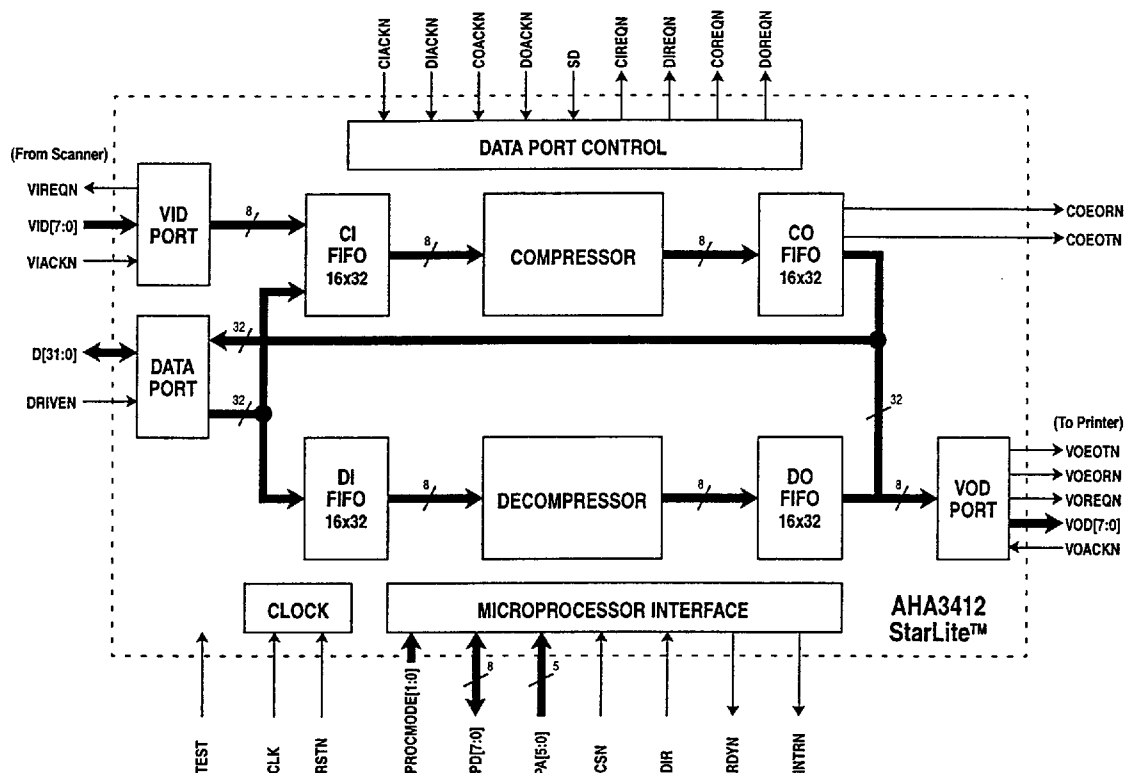 CIACKN
DIACKN
COACKN
DOACKN
SD
CIREQN
DIREQN
COREQN
DOREQN
DATA PORT CONTROL
(From Scanner)
VIREQN
VID[7:0]
VIACKN
VID
PORT
8
CI
FIFO
16x32
8
COMPRESSOR
8
CO
FIFO
16x32
COEORN
COEOTN
D[31:0]
DRIVEN
DATA
PORT
32
32
32
DI
FIFO
16x32
8
DECOMPRESSOR
8
DO
FIFO
16x32
8
VOD
PORT
(To Printer)
VOEOTN
VOEORN
VOREQN
VOD[7:0]
VOACKN
CLOCK
MICROPROCESSOR INTERFACE
AHA3412
StarLite™
8
5
TEST
CLK
RSTN
PROCMODE[1:0]
PD[7:0]
PA[5:0]
CSN
DIR
RDYN
INTRN